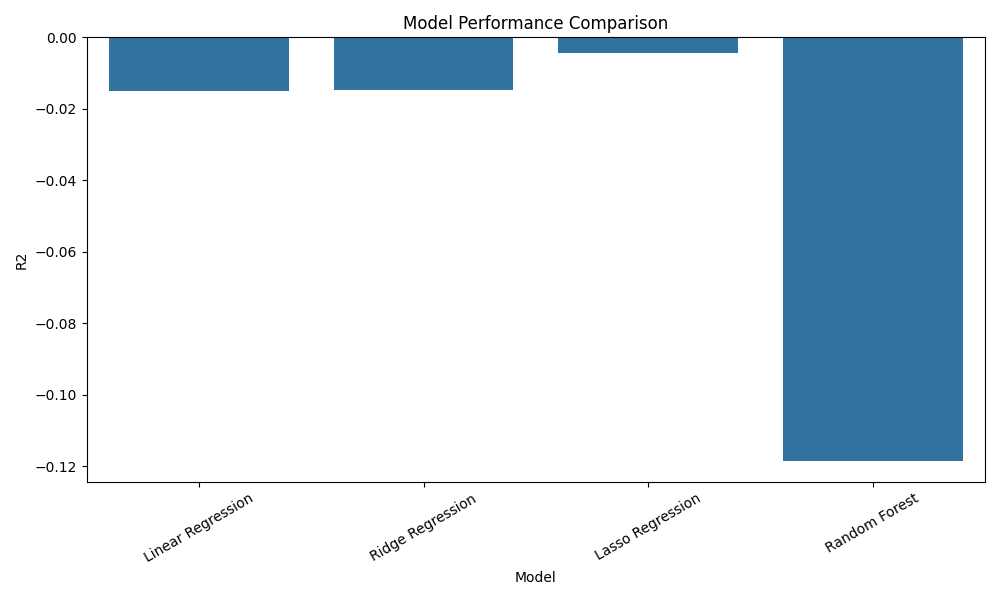 Model Performance Comparison
0.00
−0.02
−0.04
−0.06
−0.08
−0.10
−0.12
R2
Linear Regression
Ridge Regression
Lasso Regression
Random Forest
Model